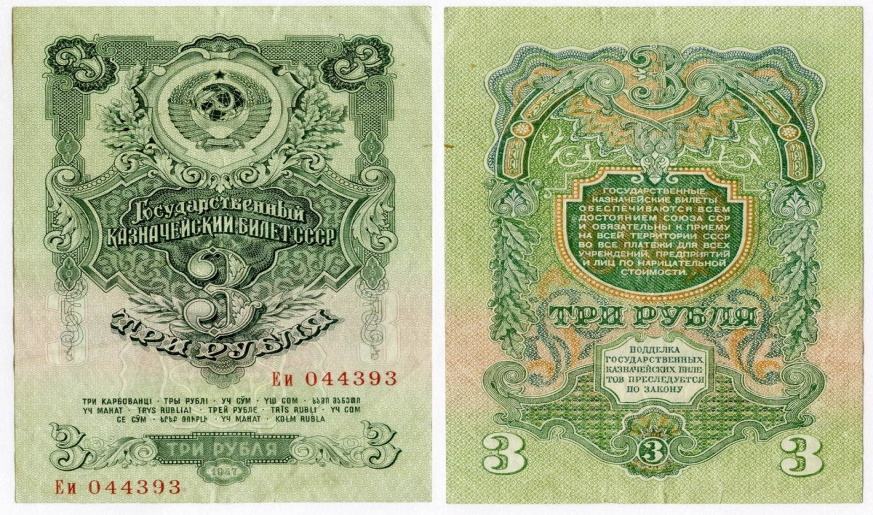 3 3
Государственный
КАЗНАЧЕЙСКИЙ БИЛЕТ СССР
3
ТРИ РУБЛЯ
Еи 044393
ТРИ КАРБОВАНЦІ · ТРЫ РУБЛІ · УЧ СЎМ · ҮШ СОМ · ᲡᲐᲛᲘ ᲛᲐᲜᲔᲗᲘ
ҮЧ МАНАТ · TRYS RUBLIAI · ТРЕЙ РУБЛЕ · TRĪS RUBĻI · ҮЧ СОМ
СЕ СӮМ · ԵՐԵՔ ՌՈՒԲԼԻ · ҮЧ МАНАТ · KOLM RUBLA
3 ТРИ РУБЛЯ 3
1947
Еи 044393
3
ГОСУДАРСТВЕННЫЕ
КАЗНАЧЕЙСКИЕ БИЛЕТЫ
ОБЕСПЕЧИВАЮТСЯ ВСЕМ
ДОСТОЯНИЕМ СОЮЗА ССР
И ОБЯЗАТЕЛЬНЫ К ПРИЕМУ
НА ВСЕЙ ТЕРРИТОРИИ СССР
ВО ВСЕ ПЛАТЕЖИ ДЛЯ ВСЕХ
УЧРЕЖДЕНИЙ, ПРЕДПРИЯТИЙ
И ЛИЦ ПО НАРИЦАТЕЛЬНОЙ
СТОИМОСТИ.
ТРИ РУБЛЯ
ПОДДЕЛКА
ГОСУДАРСТВЕННЫХ
КАЗНАЧЕЙСКИХ БИЛЕ-
ТОВ ПРЕСЛЕДУЕТСЯ
ПО ЗАКОНУ
3 3 3